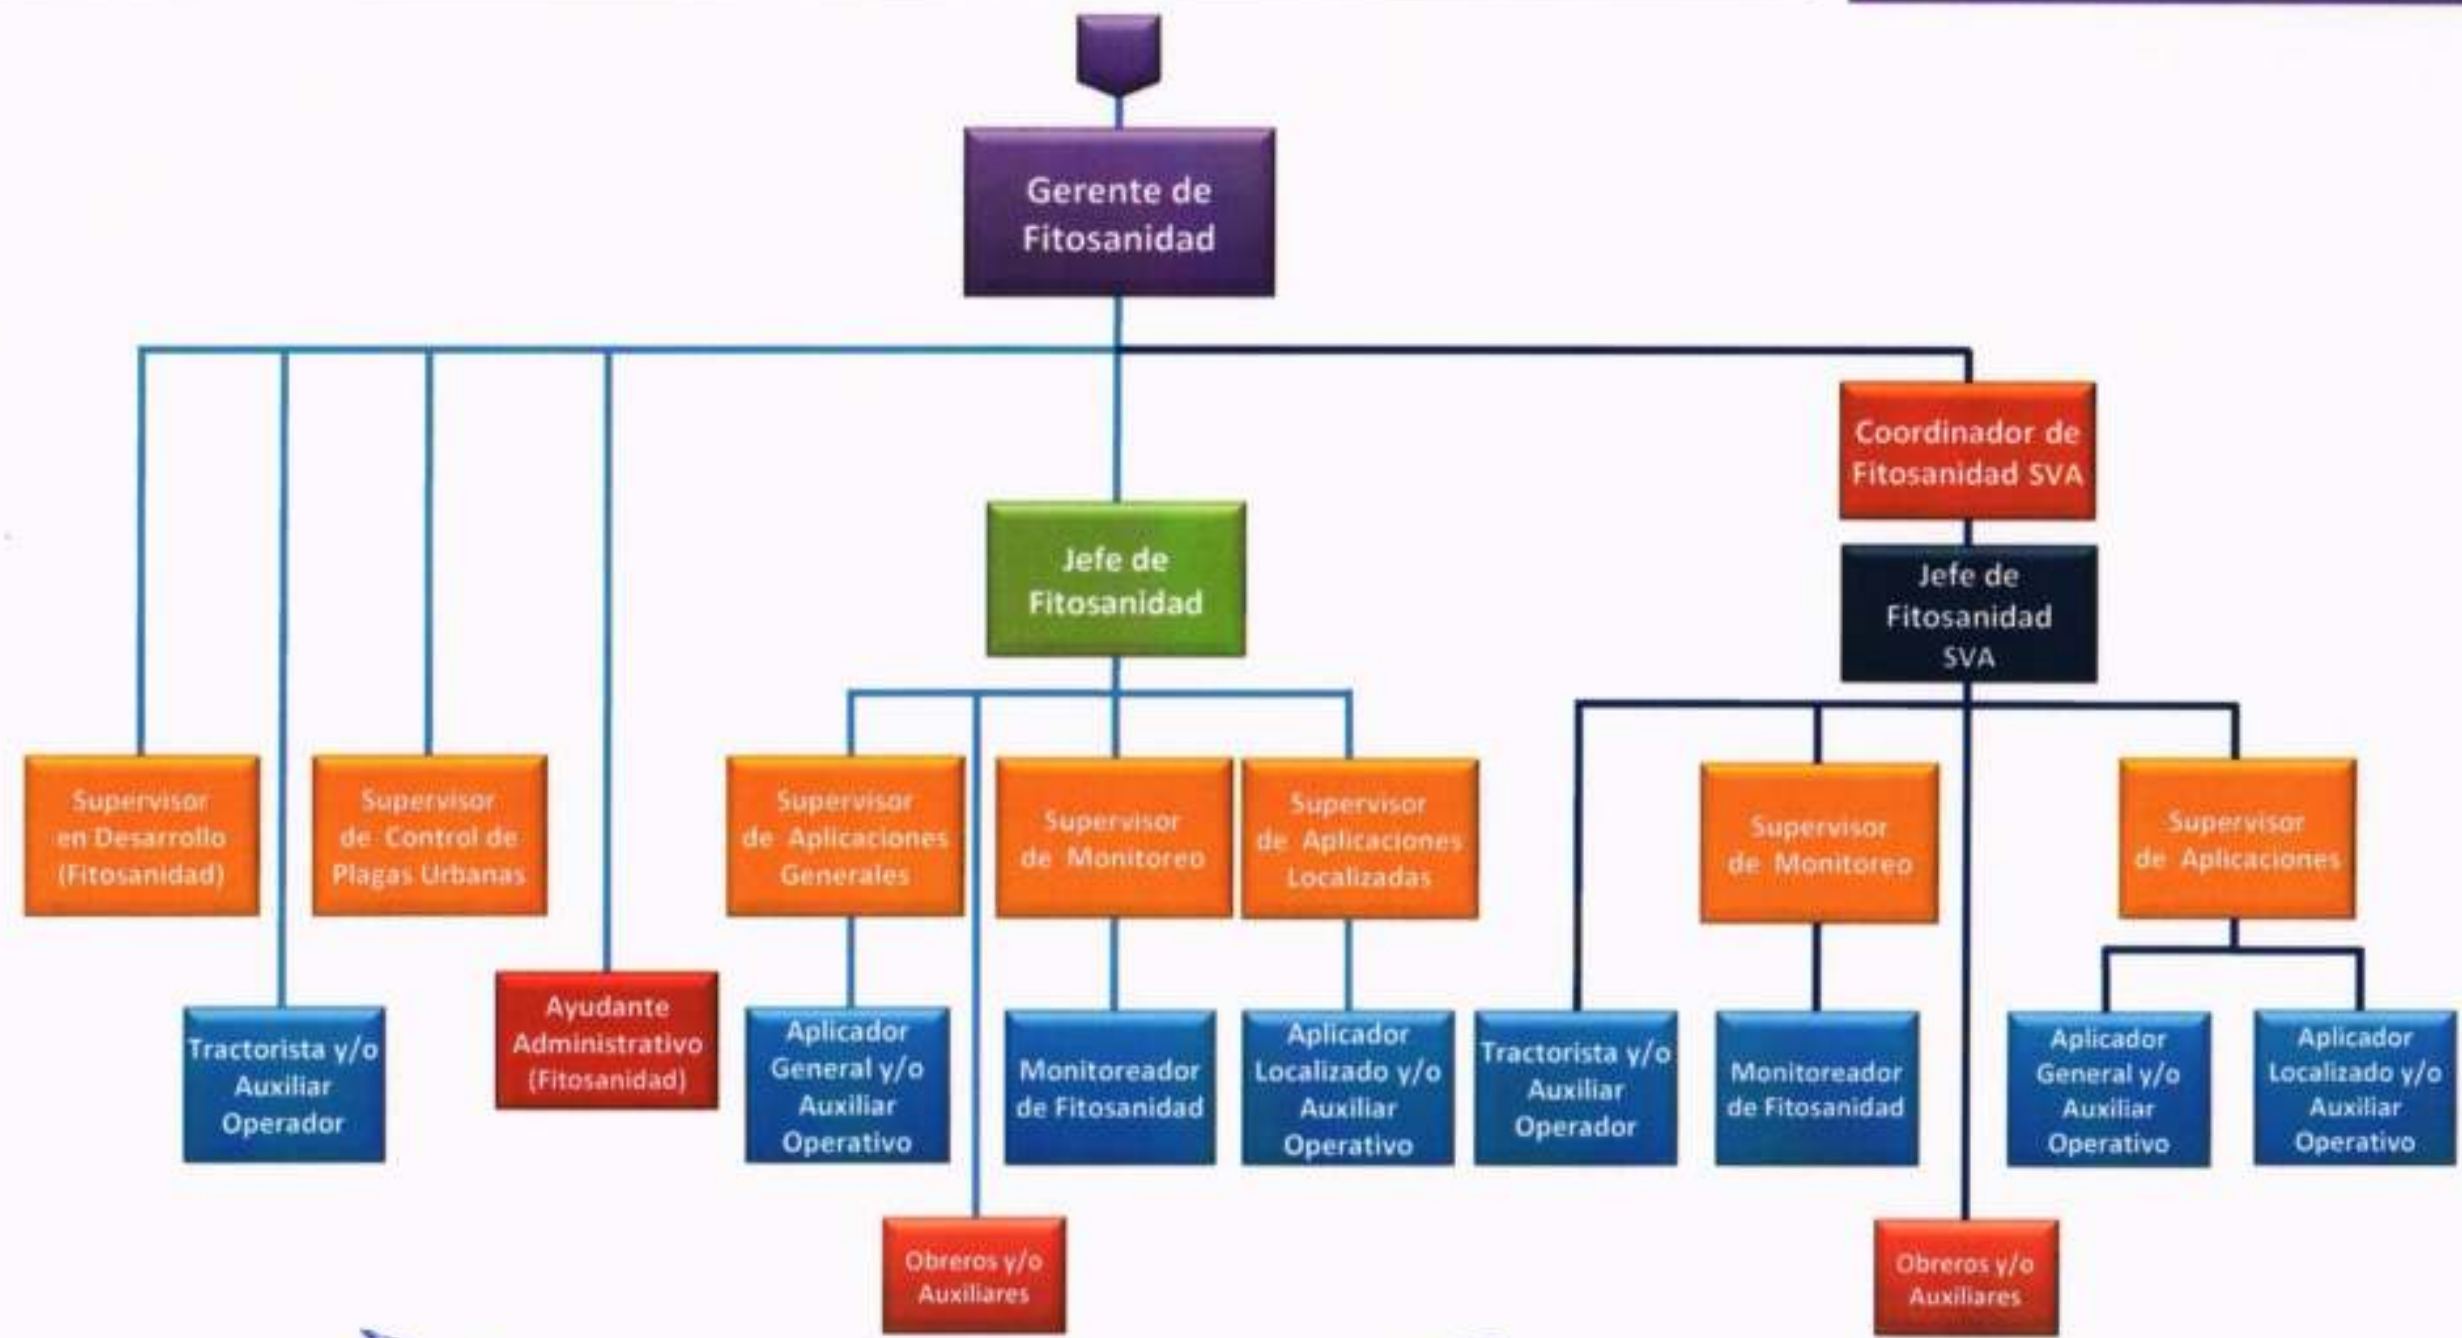 Gerente de
Fitosanidad
Coordinador de
Fitosanidad SVA
Jefe de
Fitosanidad
Jefe de
Fitosanidad
SVA
Supervisor
en Desarrollo
(Fitosanidad)
Supervisor
de Control de
Plagas Urbanas
Supervisor
de Aplicaciones
Generales
Supervisor
de Monitoreo
Supervisor
de Aplicaciones
Localizadas
Supervisor
de Monitoreo
Supervisor
de Aplicaciones
Tractorista y/o
Auxiliar
Operador
Ayudante
Administrativo
(Fitosanidad)
Aplicador
General y/o
Auxiliar
Operativo
Monitoreador
de Fitosanidad
Aplicador
Localizado y/o
Auxiliar
Operativo
Tractorista y/o
Auxiliar
Operador
Monitoreador
de Fitosanidad
Aplicador
General y/o
Auxiliar
Operativo
Aplicador
Localizado y/o
Auxiliar
Operativo
Obreros y/o
Auxiliares
Obreros y/o
Auxiliares